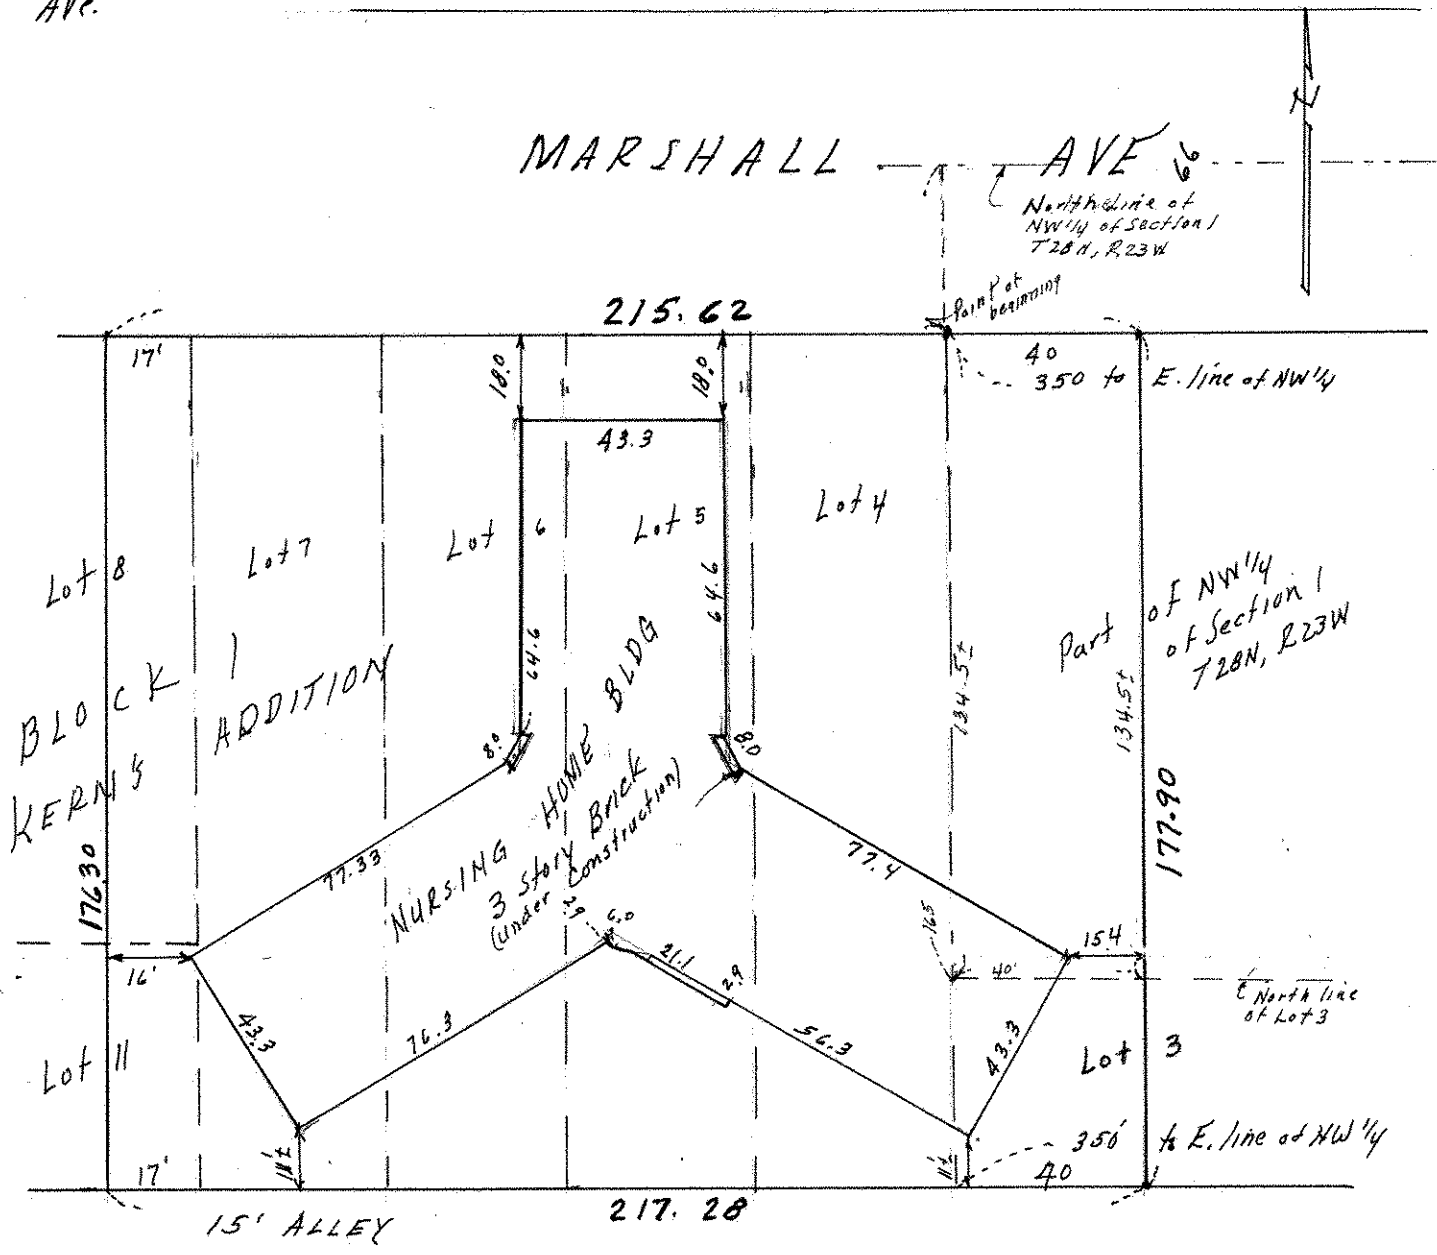 AVE.
MARSHALL AVE 66
North line of
NW 1/4 of Section 1
T28N, R23W
Point of
beginning
215.62
17'
18.0
18.0
40
350 to E. line of NW 1/4
43.3
Lot 8
Lot 7
Lot 6
Lot 5
Lot 4
Part of NW 1/4
of Section 1
T28N, R23W
BLOCK 1
KERN'S ADDITION
64.6
64.6
134.5±
134.5±
8.0
8.0
NURSING HOME BLDG
3 story Brick
(under construction)
176.30
177.90
77.33
77.4
2.9
6.0
21.1
2.9
165
15.4
40'
16'
North line
of Lot 3
43.3
76.3
56.3
43.3
Lot 11
Lot 3
350' to E. line of NW 1/4
17'
11'±
11'±
40
217.28
15' ALLEY